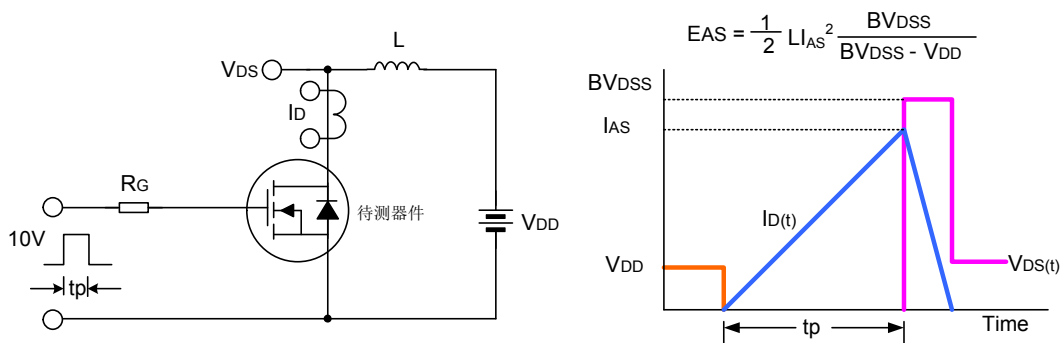 VDS
L
ID
RG
待测器件
10V
VDD
tp
EAS = 1/2 LIAS² BVDSS / (BVDSS - VDD)
BVDSS
IAS
ID(t)
VDD
VDS(t)
tp
Time